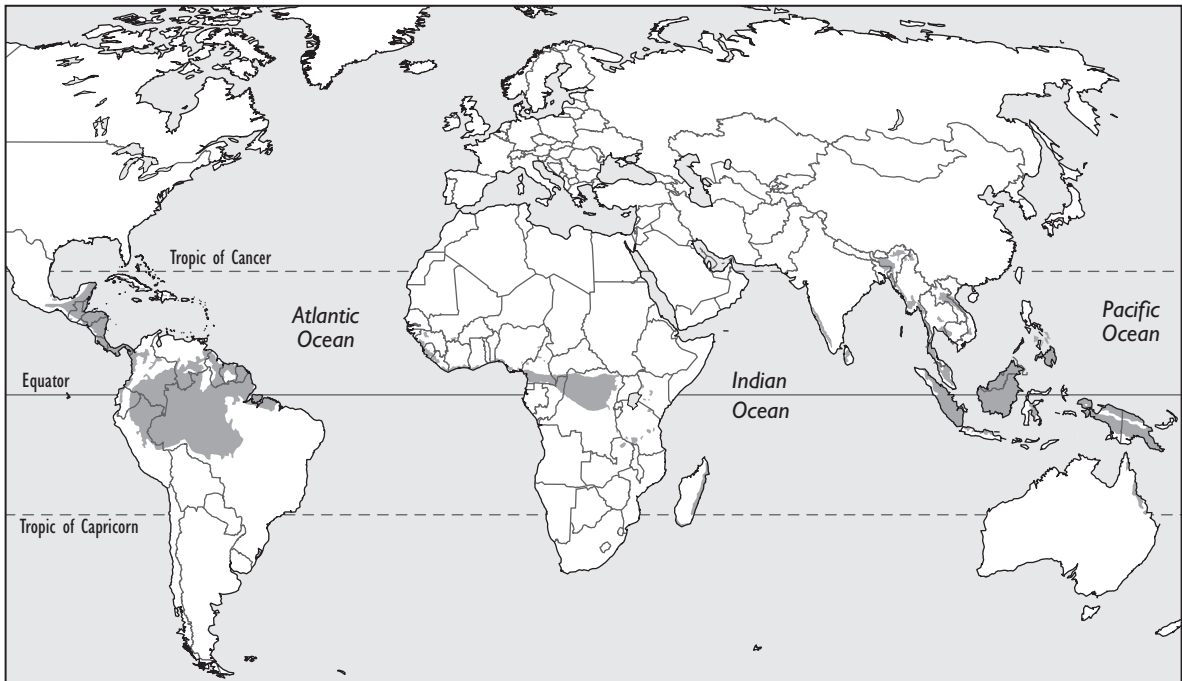 Tropic of Cancer
Atlantic
Ocean
Pacific
Ocean
Equator
Indian
Ocean
Tropic of Capricorn